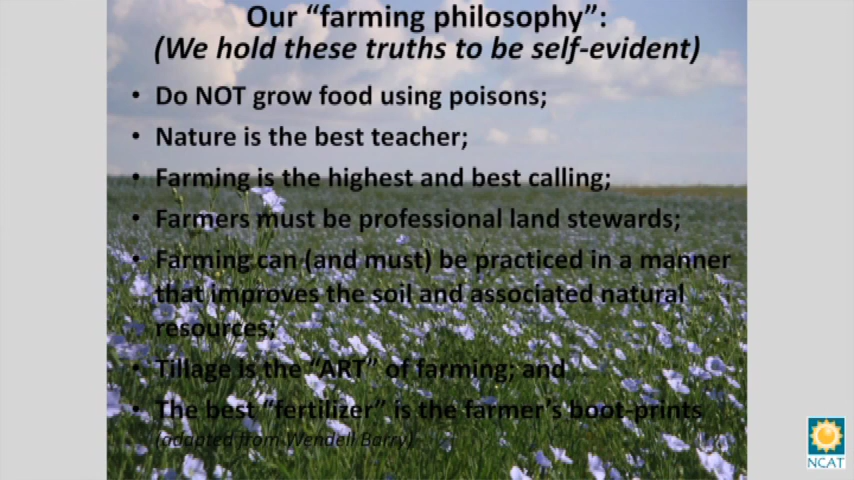 Our “farming philosophy”:
(We hold these truths to be self-evident)
• Do NOT grow food using poisons;
• Nature is the best teacher;
• Farming is the highest and best calling;
• Farmers must be professional land stewards;
• Farming can (and must) be practiced in a manner
that improves the soil and associated natural
resources;
• Tillage is the “ART” of farming; and
• The best “fertilizer” is the farmer’s boot-prints
(adapted from Wendell Barry)
NCAT